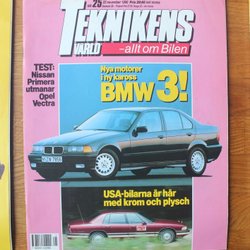 Nr 25
TEKNIKENS
VÄRLD
–allt om Bilen
TEST:
Nissan
Primera
utmanar
Opel
Vectra
Nya motorer
i ny kaross
BMW 3!
USA-bilarna är här
med krom och plysch